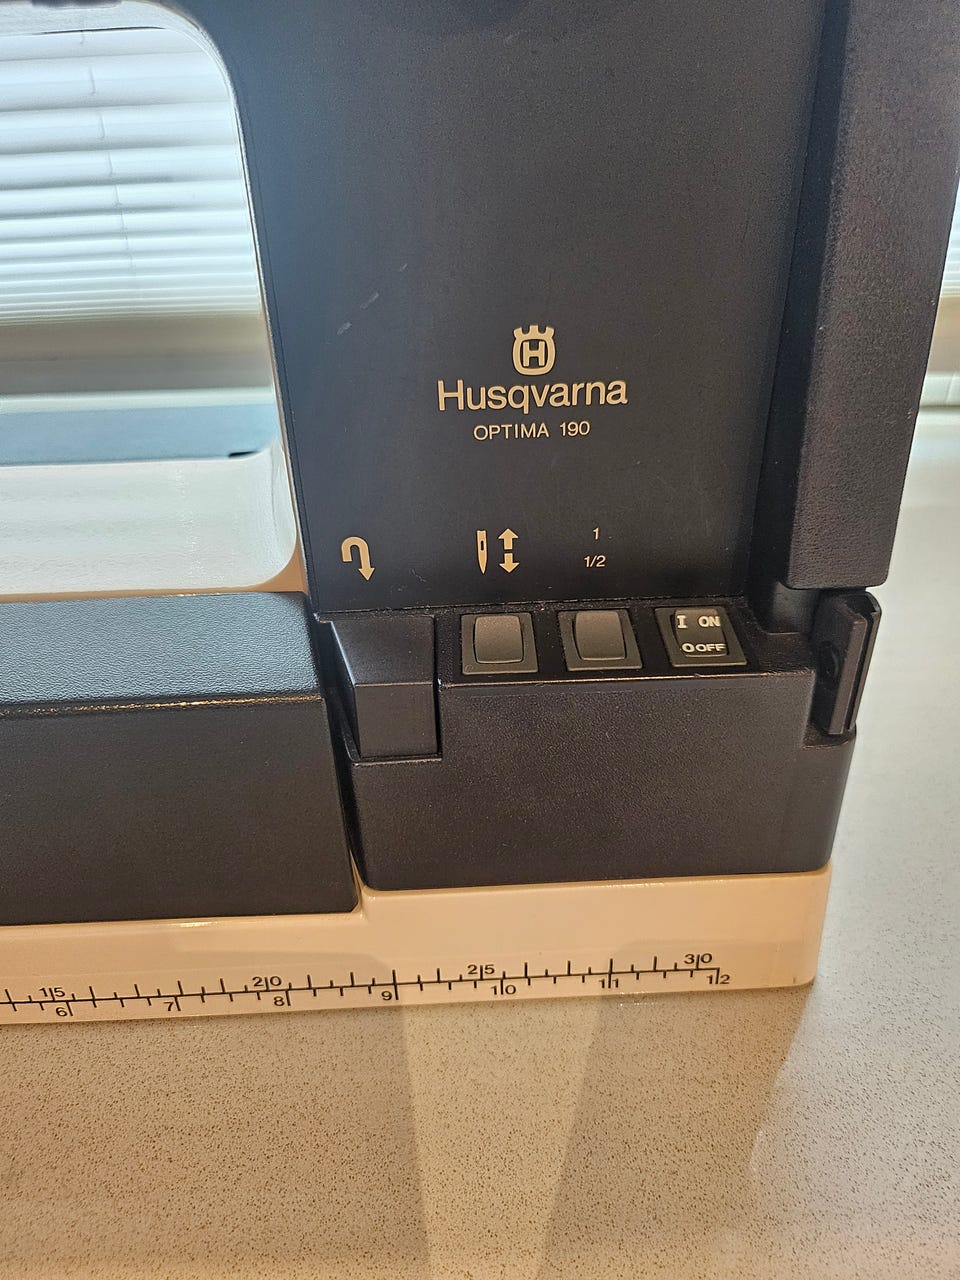 H
Husqvarna
OPTIMA 190
1
1/2
I ON
O OFF
15 20 25 30
6 7 8 9 10 11 12